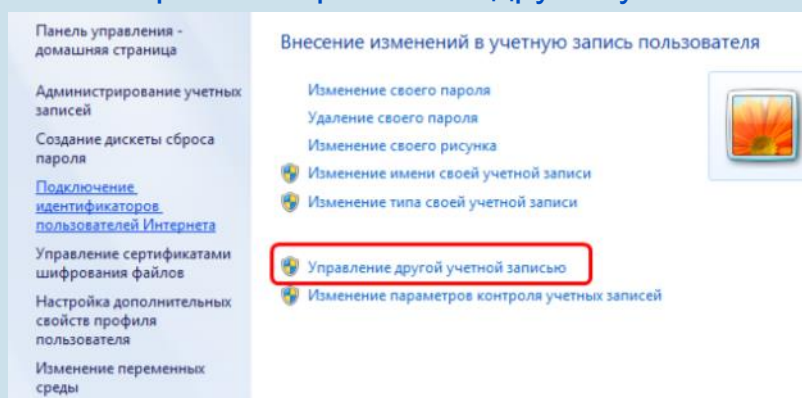 Панель управления -
домашняя страница
Администрирование учетных
записей
Создание дискеты сброса
пароля
Подключение
идентификаторов
пользователей Интернета
Управление сертификатами
шифрования файлов
Настройка дополнительных
свойств профиля
пользователя
Изменение переменных
среды
Внесение изменений в учетную запись пользователя
Изменение своего пароля
Удаление своего пароля
Изменение своего рисунка
Изменение имени своей учетной записи
Изменение типа своей учетной записи
Управление другой учетной записью
Изменение параметров контроля учетных записей